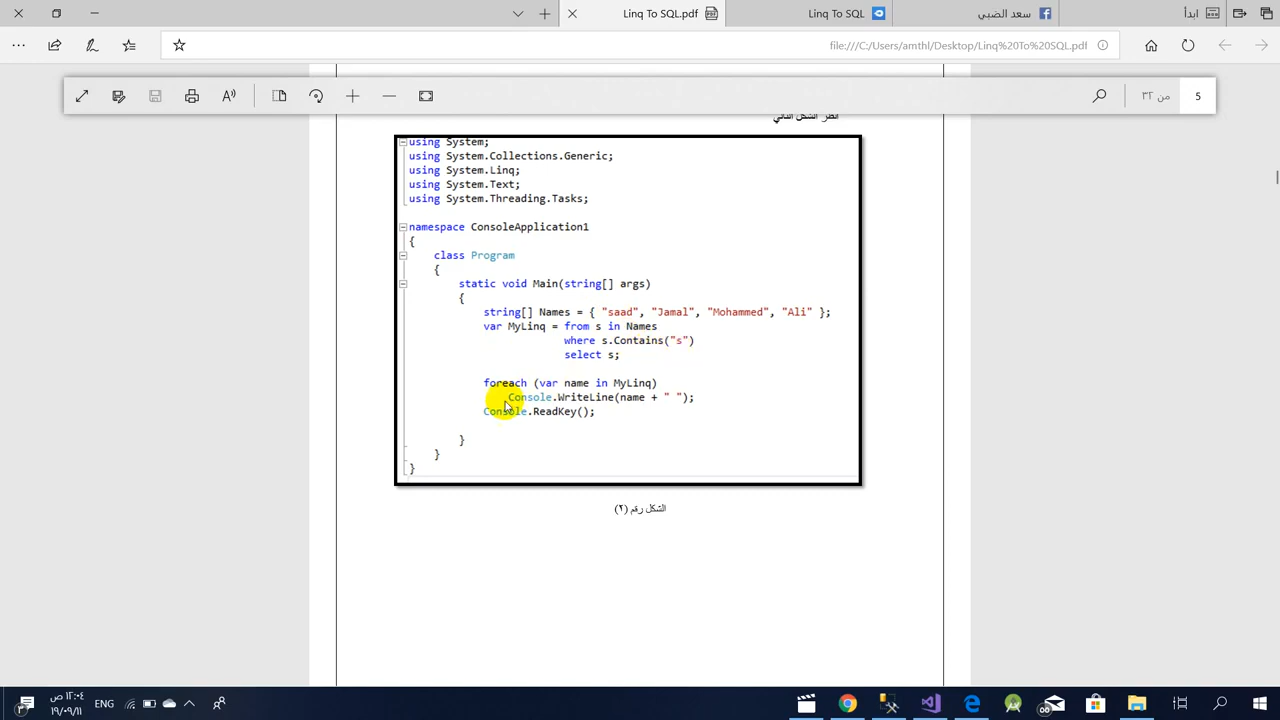 Linq To SQL.pdf
Linq To SQL
سعد الضبي
ابدأ
file:///C:/Users/amthl/Desktop/Linq%20To%20SQL.pdf
5 من ٣٢
انظر الشكل التالي
using System;
using System.Collections.Generic;
using System.Linq;
using System.Text;
using System.Threading.Tasks;
namespace ConsoleApplication1
{
class Program
{
static void Main(string[] args)
{
string[] Names = { "saad", "Jamal", "Mohammed", "Ali" };
var MyLinq = from s in Names
where s.Contains("s")
select s;
foreach (var name in MyLinq)
Console.WriteLine(name + " ");
Console.ReadKey();
}
}
}
الشكل رقم (٢)
ENG
١٢:٠٤ ص
١٩/٠٩/١١